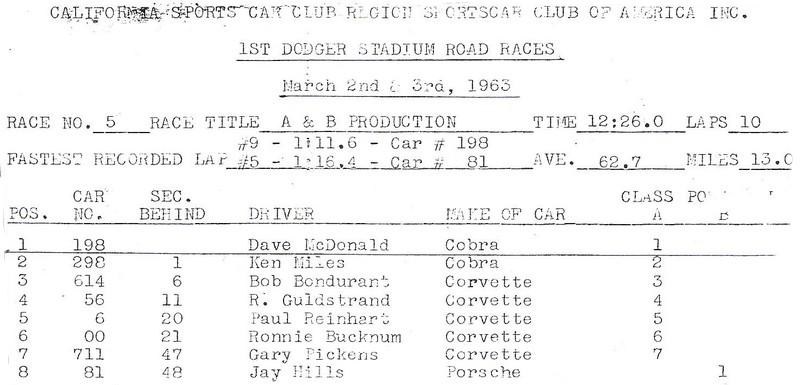 CALIFORNIA SPORTS CAR CLUB REGION SPORTSCAR CLUB OF AMERICA INC.
1ST DODGER STADIUM ROAD RACES
March 2nd & 3rd, 1963
RACE NO. 5 RACE TITLE A & B PRODUCTION TIME 12:26.0 LAPS 10
#9 - 1:11.6 - Car # 198
FASTEST RECORDED LAP #5 - 1:16.4 - Car # 81 AVE. 62.7 MILES 13.0
CAR SEC. CLASS
POS. NO. BEHIND DRIVER MAKE OF CAR A B
1 198 Dave McDonald Cobra 1
2 298 1 Ken Miles Cobra 2
3 614 6 Bob Bondurant Corvette 3
4 56 11 R. Guldstrand Corvette 4
5 6 20 Paul Reinhart Corvette 5
6 00 21 Ronnie Bucknum Corvette 6
7 711 47 Gary Pickens Corvette 7
8 81 48 Jay Hills Porsche 1